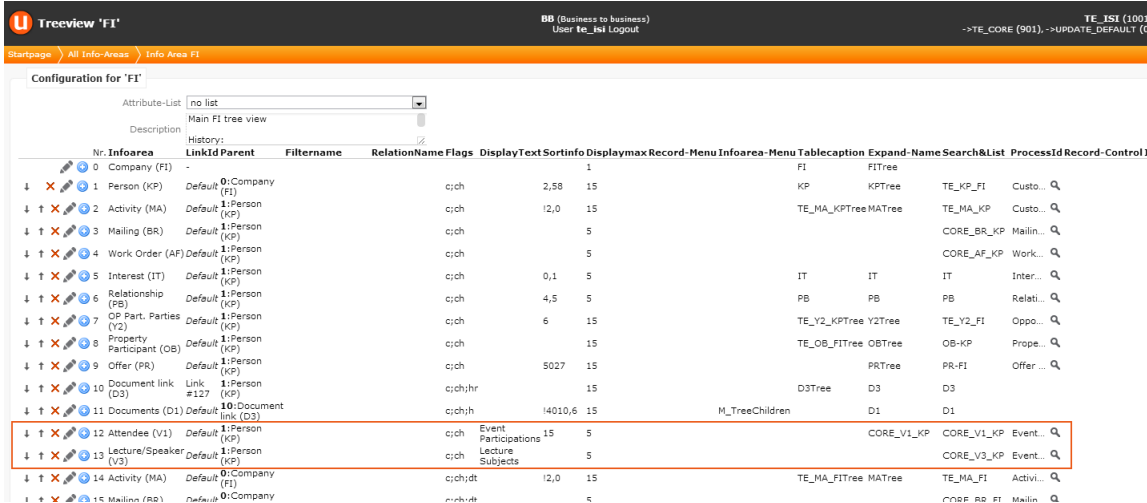 Treeview 'FI'
BB (Business to business)
User te_isi Logout
TE_ISI (1001
->TE_CORE (901), ->UPDATE_DEFAULT (0
Startpage All Info-Areas Info Area FI
Configuration for 'FI'
Attribute-List no list
Description Main FI tree view
History:
Nr. Infoarea LinkId Parent Filtername RelationName Flags DisplayText Sortinfo Displaymax Record-Menu Infoarea-Menu Tablecaption Expand-Name Search&List ProcessId Record-Control
0 Company (FI) - 1 FI FITree
1 Person (KP) Default 0:Company (FI) c;ch 2,58 15 KP KPTree TE_KP_FI Custo...
2 Activity (MA) Default 1:Person (KP) c;ch !2,0 15 TE_MA_KPTree MATree TE_MA_KP Custo...
3 Mailing (BR) Default 1:Person (KP) c;ch 5 CORE_BR_KP Mailin...
4 Work Order (AF) Default 1:Person (KP) c;ch 5 CORE_AF_KP Work...
5 Interest (IT) Default 1:Person (KP) c;ch 0,1 5 IT IT IT Inter...
6 Relationship (PB) Default 1:Person (KP) c;ch 4,5 5 PB PB PB Relati...
7 OP Part. Parties (Y2) Default 1:Person (KP) c;ch 6 15 TE_Y2_KPTree Y2Tree TE_Y2_FI Oppo...
8 Property Participant (OB) Default 1:Person (KP) c;ch 15 TE_OB_FITree OBTree OB-KP Prope...
9 Offer (PR) Default 1:Person (KP) c;ch 5027 15 PRTree PR-FI Offer ...
10 Document link (D3) Link #127 1:Person (KP) c;ch;hr 15 D3Tree D3 D3
11 Documents (D1) Default 10:Document link (D3) c;ch;h !4010,6 15 M_TreeChildren D1 D1
12 Attendee (V1) Default 1:Person (KP) c;ch Event Participations 15 5 CORE_V1_KP CORE_V1_KP Event...
13 Lecture/Speaker (V3) Default 1:Person (KP) c;ch Lecture Subjects 5 CORE_V3_KP Event...
14 Activity (MA) Default 0:Company (FI) c;ch;dt !2,0 15 TE_MA_FITree MATree TE_MA_FI Activi...
15 Mailing (BR) Default 0:Company c;ch;dt 5 CORE_BR_FI Mailin